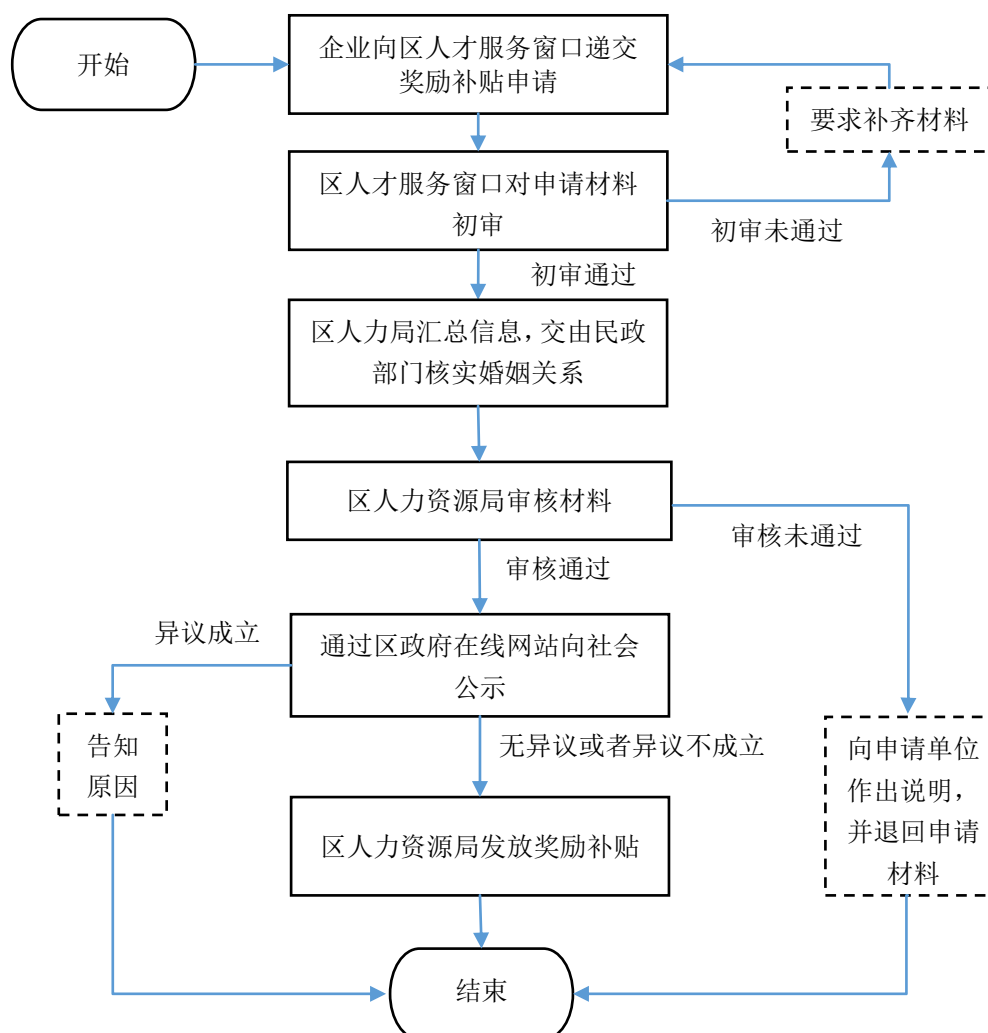 开始
企业向区人才服务窗口递交
奖励补贴申请
要求补齐材料
区人才服务窗口对申请材料
初审
初审未通过
初审通过
区人力局汇总信息，交由民政
部门核实婚姻关系
区人力资源局审核材料
审核未通过
审核通过
异议成立
通过区政府在线网站向社会
公示
告知
原因
无异议或者异议不成立
向申请单位
作出说明，
并退回申请
材料
区人力资源局发放奖励补贴
结束